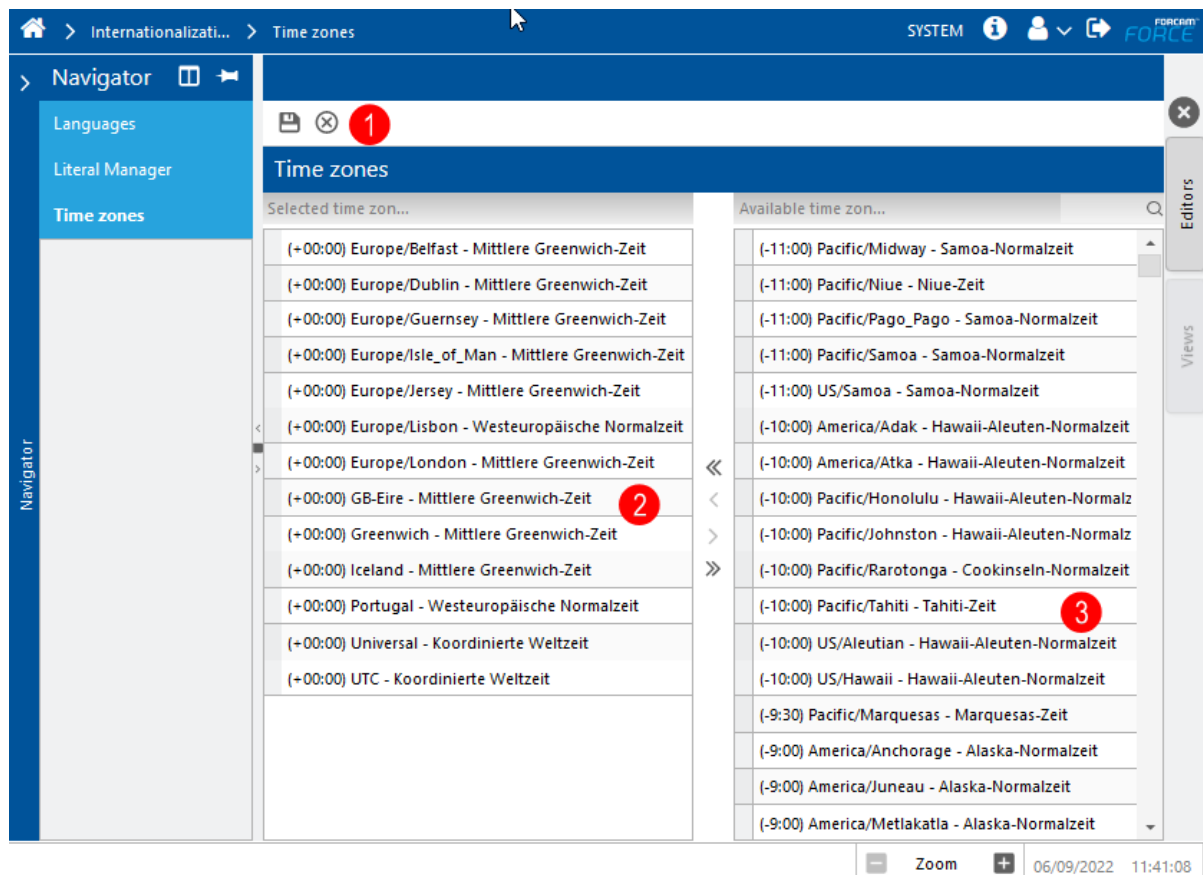 Internationalizati... Time zones SYSTEM FORCAM FORCE
Navigator
Languages
Literal Manager
Time zones
1
Time zones
Selected time zon...
(+00:00) Europe/Belfast - Mittlere Greenwich-Zeit
(+00:00) Europe/Dublin - Mittlere Greenwich-Zeit
(+00:00) Europe/Guernsey - Mittlere Greenwich-Zeit
(+00:00) Europe/Isle_of_Man - Mittlere Greenwich-Zeit
(+00:00) Europe/Jersey - Mittlere Greenwich-Zeit
(+00:00) Europe/Lisbon - Westeuropäische Normalzeit
(+00:00) Europe/London - Mittlere Greenwich-Zeit
(+00:00) GB-Eire - Mittlere Greenwich-Zeit
2
(+00:00) Greenwich - Mittlere Greenwich-Zeit
(+00:00) Iceland - Mittlere Greenwich-Zeit
(+00:00) Portugal - Westeuropäische Normalzeit
(+00:00) Universal - Koordinierte Weltzeit
(+00:00) UTC - Koordinierte Weltzeit
Available time zon...
(-11:00) Pacific/Midway - Samoa-Normalzeit
(-11:00) Pacific/Niue - Niue-Zeit
(-11:00) Pacific/Pago_Pago - Samoa-Normalzeit
(-11:00) Pacific/Samoa - Samoa-Normalzeit
(-11:00) US/Samoa - Samoa-Normalzeit
(-10:00) America/Adak - Hawaii-Aleuten-Normalzeit
(-10:00) America/Atka - Hawaii-Aleuten-Normalzeit
(-10:00) Pacific/Honolulu - Hawaii-Aleuten-Normalz
(-10:00) Pacific/Johnston - Hawaii-Aleuten-Normalz
(-10:00) Pacific/Rarotonga - Cookinseln-Normalzeit
(-10:00) Pacific/Tahiti - Tahiti-Zeit
3
(-10:00) US/Aleutian - Hawaii-Aleuten-Normalzeit
(-10:00) US/Hawaii - Hawaii-Aleuten-Normalzeit
(-9:30) Pacific/Marquesas - Marquesas-Zeit
(-9:00) America/Anchorage - Alaska-Normalzeit
(-9:00) America/Juneau - Alaska-Normalzeit
(-9:00) America/Metlakatla - Alaska-Normalzeit
Navigator
Editors
Views
Zoom 06/09/2022 11:41:08